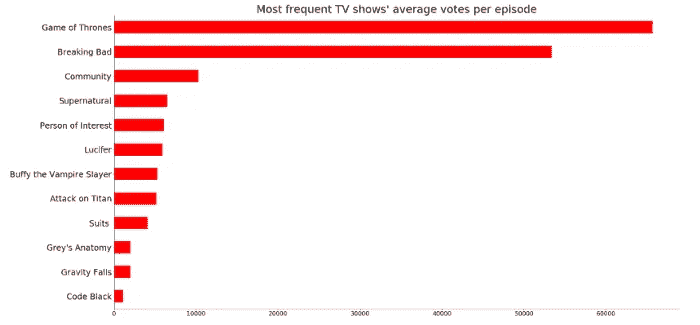 Most frequent TV shows' average votes per episode
Game of Thrones
Breaking Bad
Community
Supernatural
Person of Interest
Lucifer
Buffy the Vampire Slayer
Attack on Titan
Suits
Grey's Anatomy
Gravity Falls
Code Black
0 10000 20000 30000 40000 50000 60000